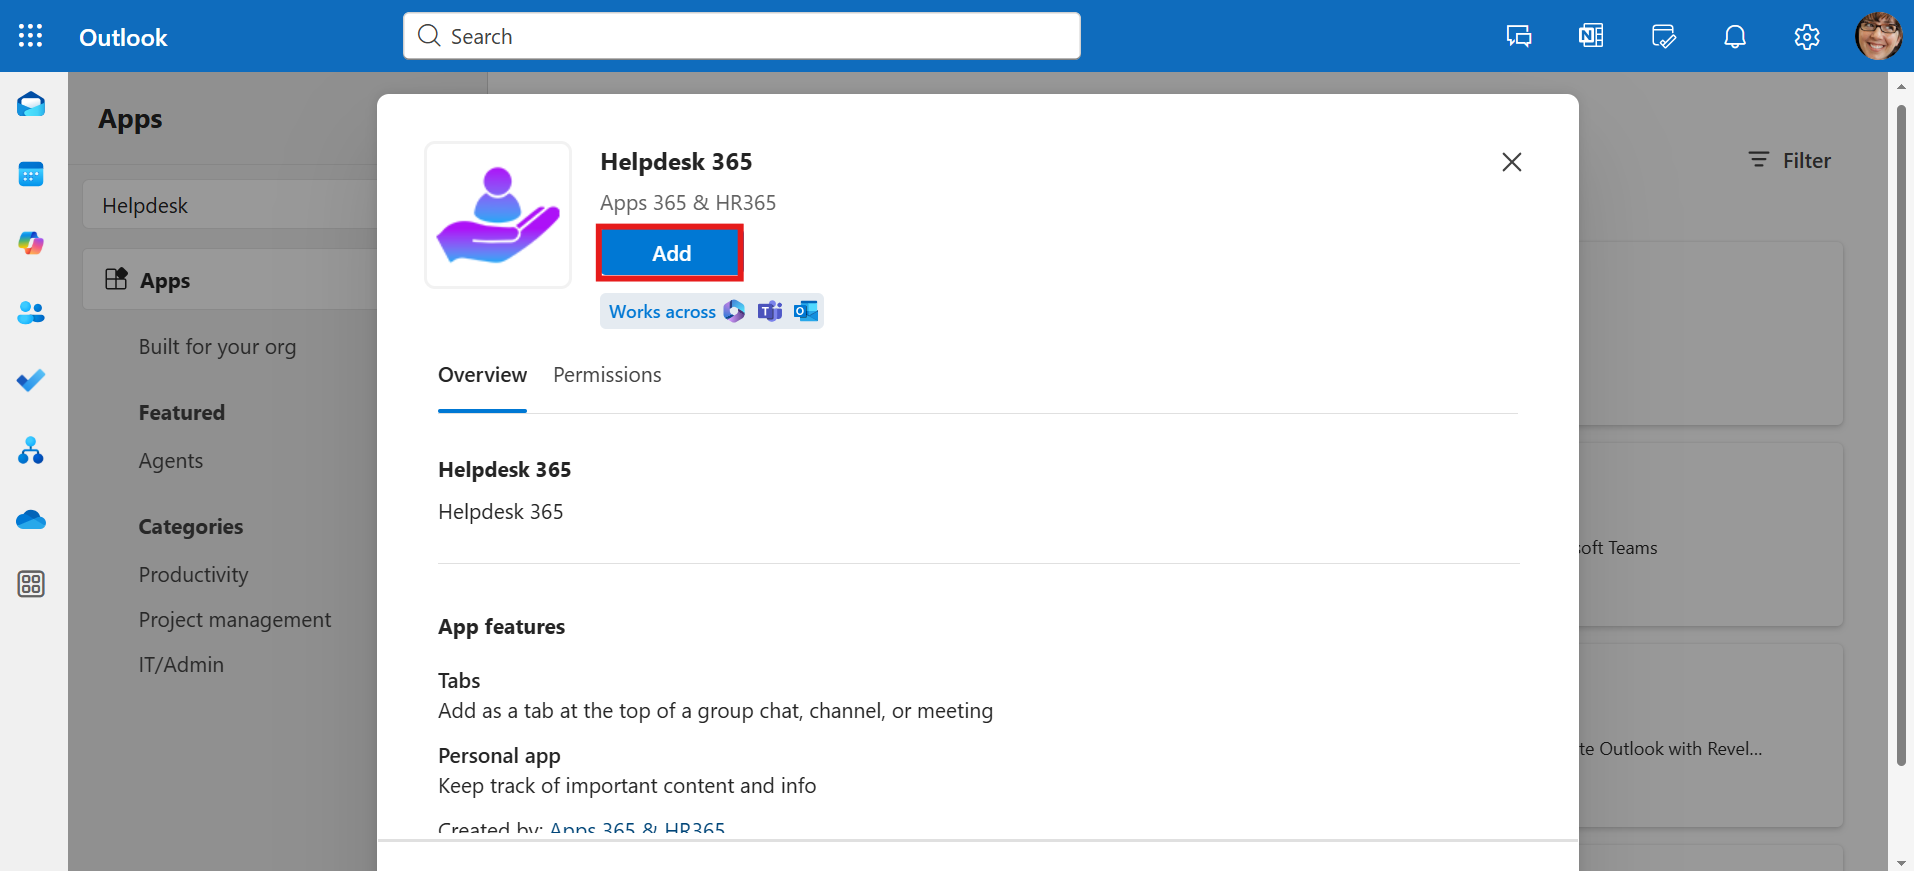 Outlook
Search
Apps
Helpdesk
Apps
Built for your org
Featured
Agents
Categories
Productivity
Project management
IT/Admin
Filter
Helpdesk 365
Apps 365 & HR365
Add
Works across
Overview Permissions
Helpdesk 365
Helpdesk 365
App features
Tabs
Add as a tab at the top of a group chat, channel, or meeting
Personal app
Keep track of important content and info
Created by: Apps 365 & HR365
soft Teams
te Outlook with Revel...